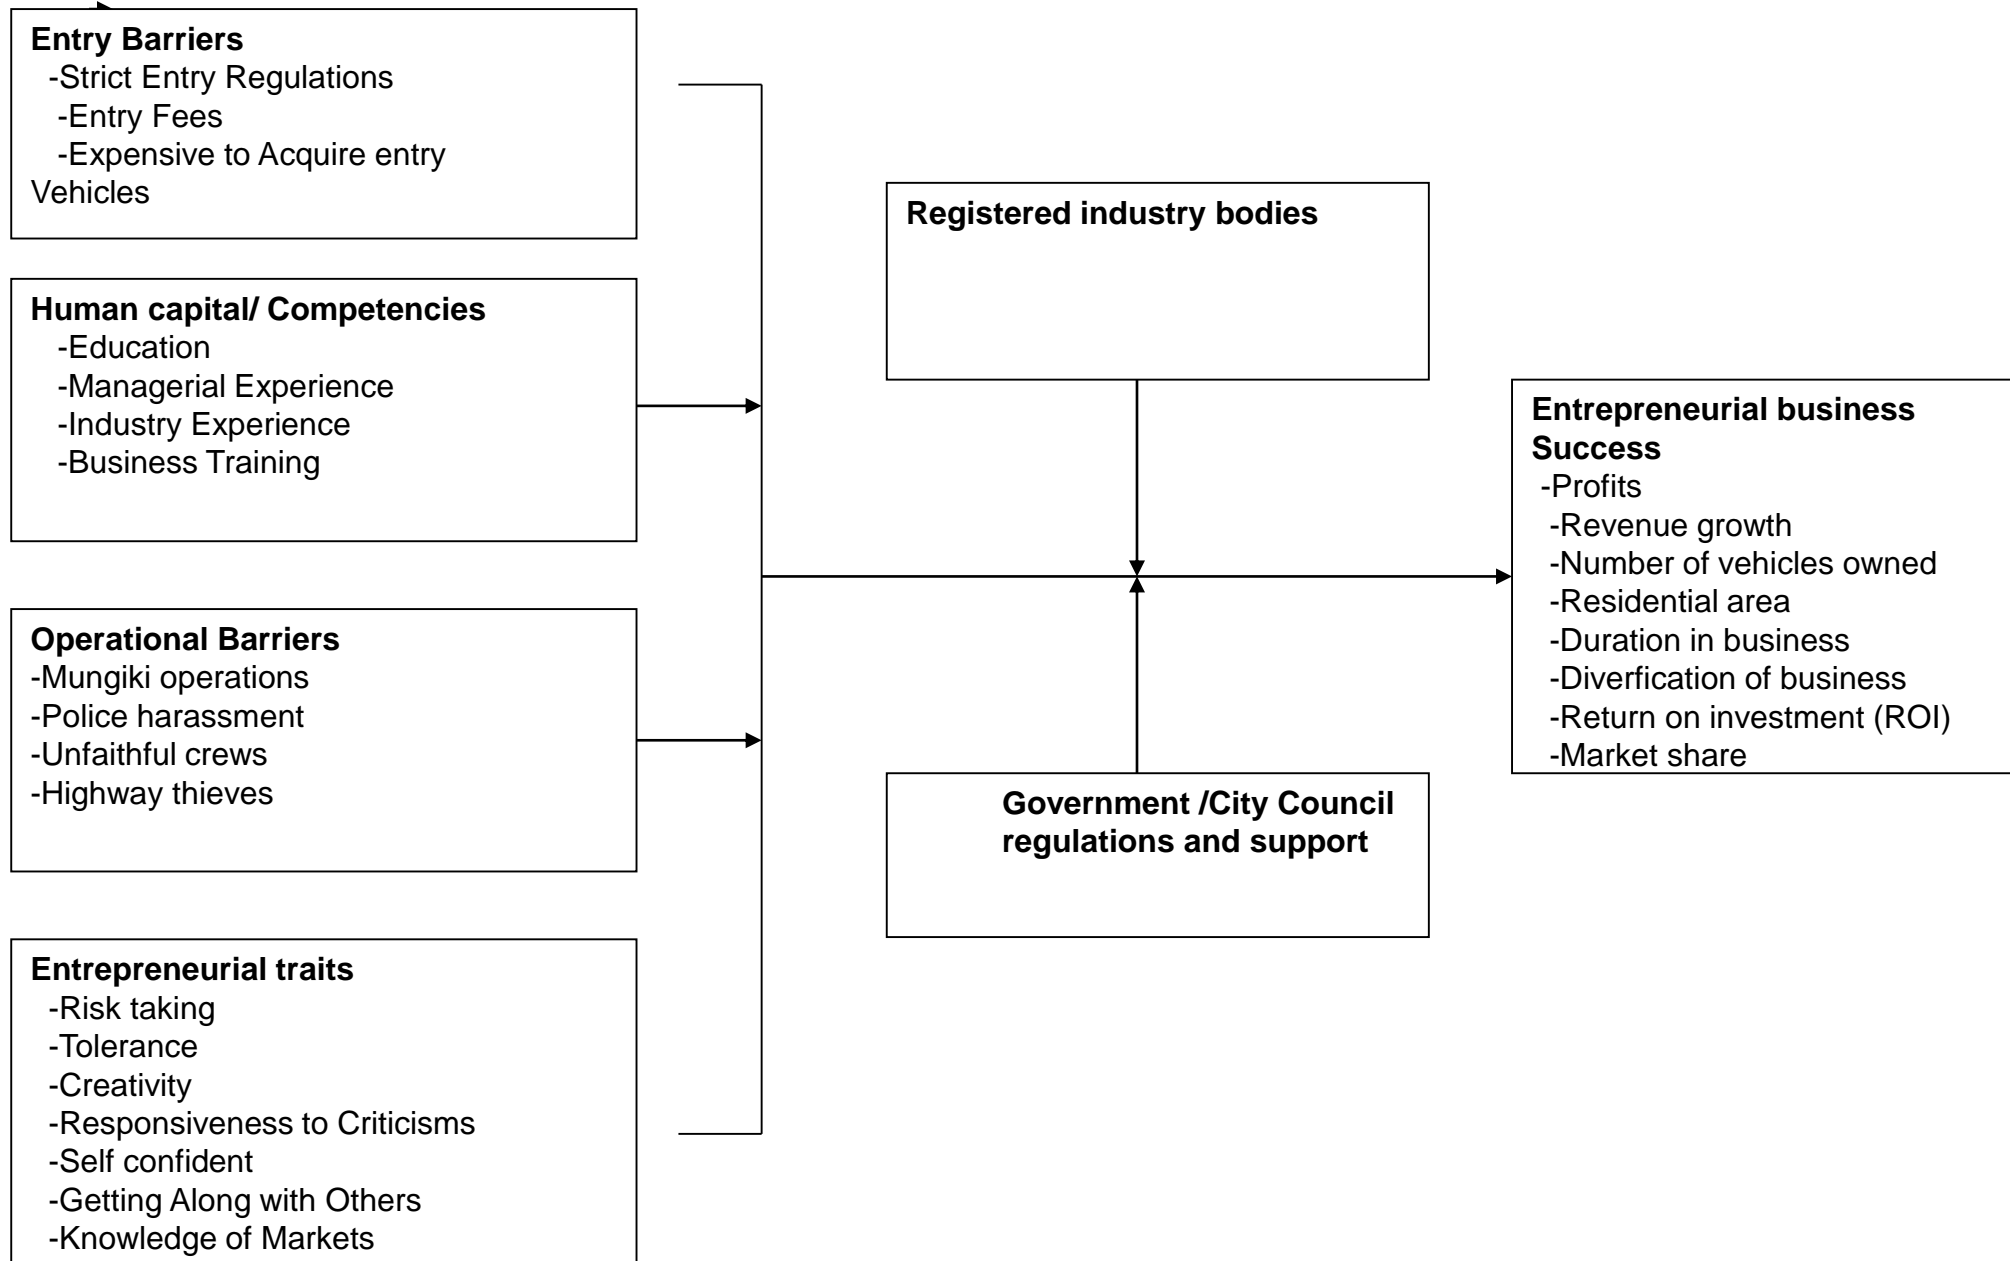 Entry Barriers
-Strict Entry Regulations
-Entry Fees
-Expensive to Acquire entry
Vehicles
Human capital/ Competencies
-Education
-Managerial Experience
-Industry Experience
-Business Training
Operational Barriers
-Mungiki operations
-Police harassment
-Unfaithful crews
-Highway thieves
Entrepreneurial traits
-Risk taking
-Tolerance
-Creativity
-Responsiveness to Criticisms
-Self confident
-Getting Along with Others
-Knowledge of Markets
Registered industry bodies
Government /City Council
regulations and support
Entrepreneurial business
Success
-Profits
-Revenue growth
-Number of vehicles owned
-Residential area
-Duration in business
-Diverfication of business
-Return on investment (ROI)
-Market share